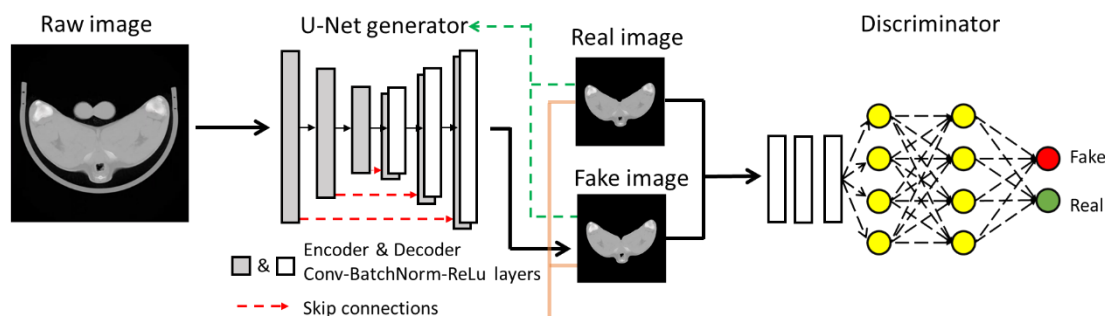 Raw image
U-Net generator
Real image
Discriminator
Fake image
Fake
Real
& Encoder & Decoder
Conv-BatchNorm-ReLu layers
Skip connections